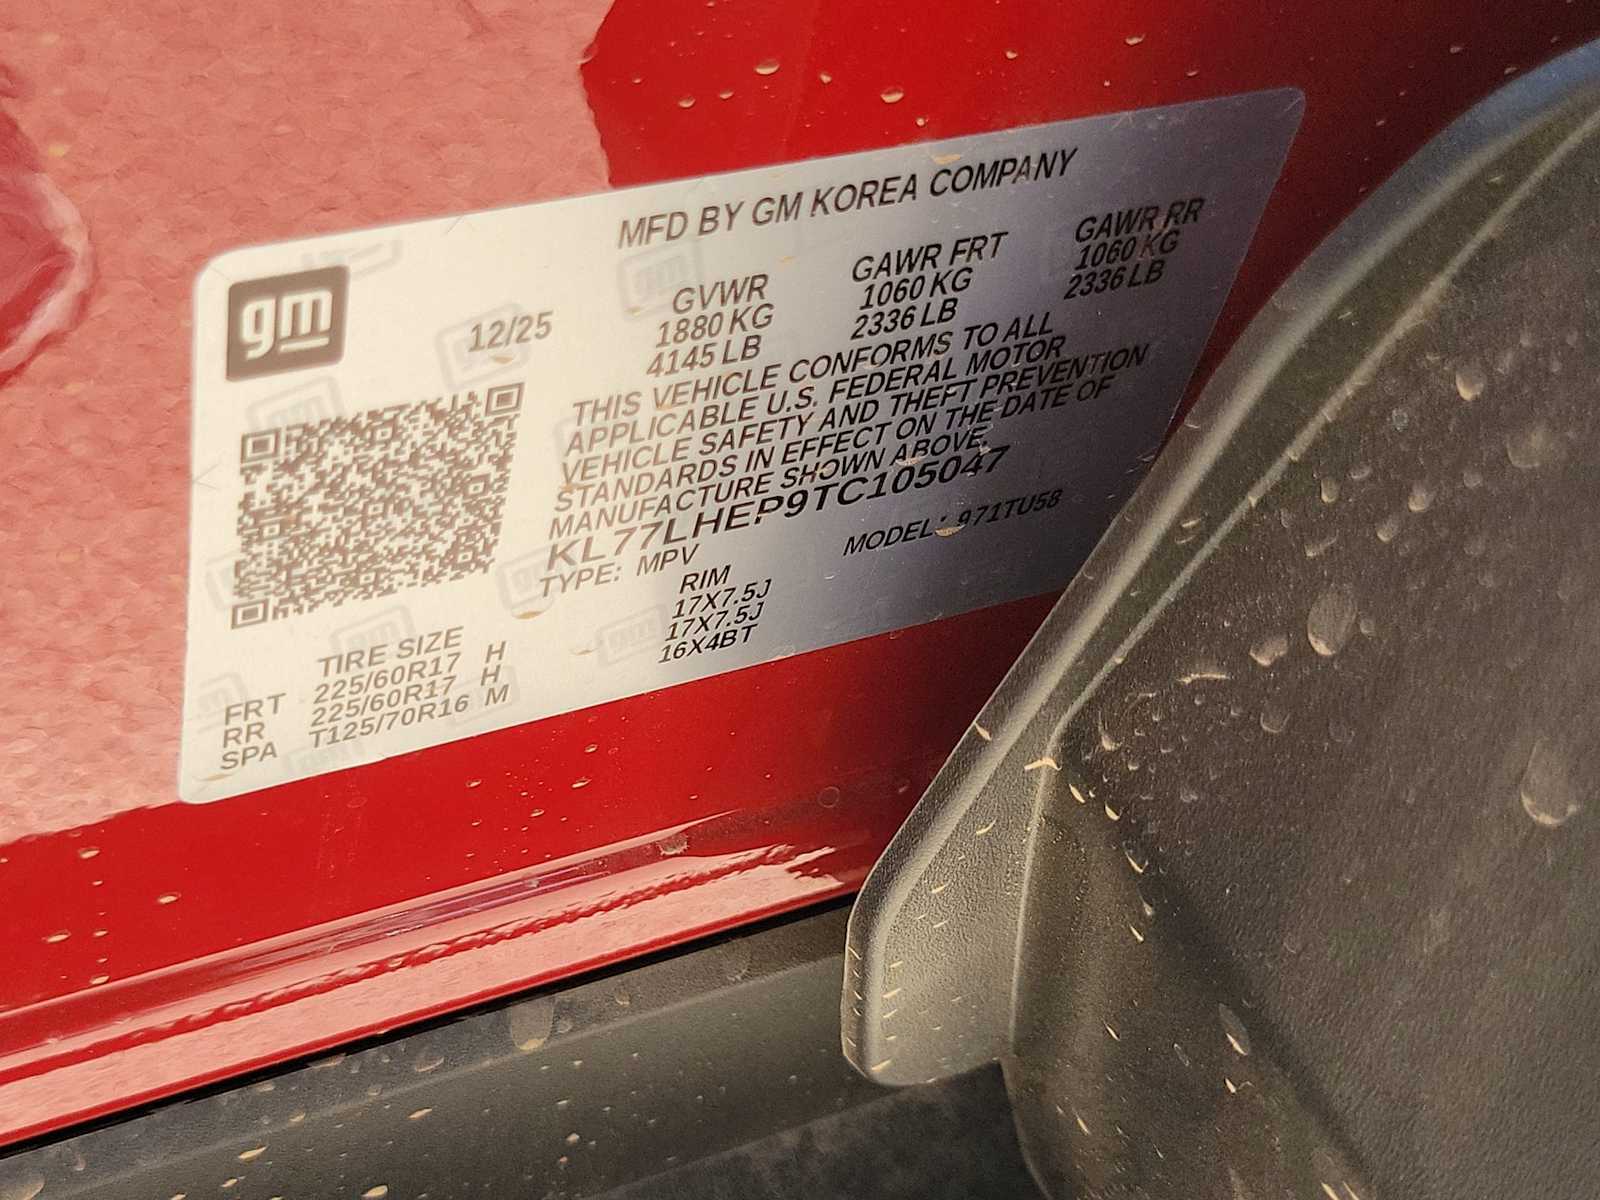 MFD BY GM KOREA COMPANY
gm
12/25
GVWR GAWR FRT GAWR RR
1880 KG 1060 KG 1060 KG
4145 LB 2336 LB 2336 LB
THIS VEHICLE CONFORMS TO ALL
APPLICABLE U.S. FEDERAL MOTOR
VEHICLE SAFETY AND THEFT PREVENTION
STANDARDS IN EFFECT ON THE DATE OF
MANUFACTURE SHOWN ABOVE.
KL77LHEP9TC105047
TYPE: MPV MODEL: 971TU58
TIRE SIZE RIM
FRT 225/60R17 H 17X7.5J
RR 225/60R17 H 17X7.5J
SPA T125/70R16 M 16X4BT